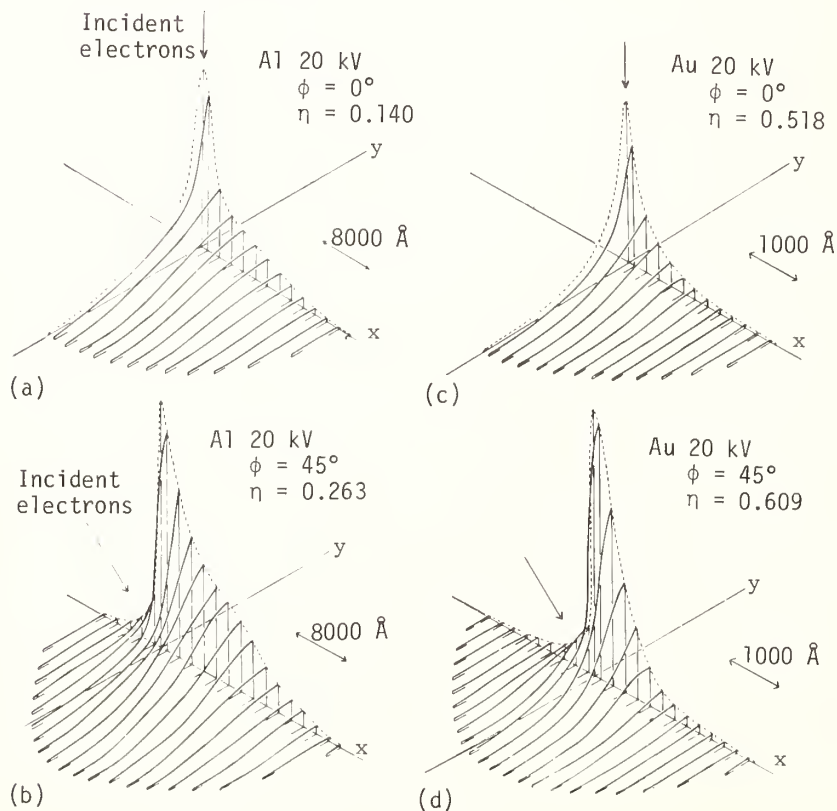 Incident
electrons
Al 20 kV
ϕ = 0°
η = 0.140
y
8000 Å
x
(a)
Au 20 kV
ϕ = 0°
η = 0.518
y
1000 Å
x
(c)
Incident
electrons
Al 20 kV
ϕ = 45°
η = 0.263
y
8000 Å
x
(b)
Au 20 kV
ϕ = 45°
η = 0.609
y
1000 Å
x
(d)